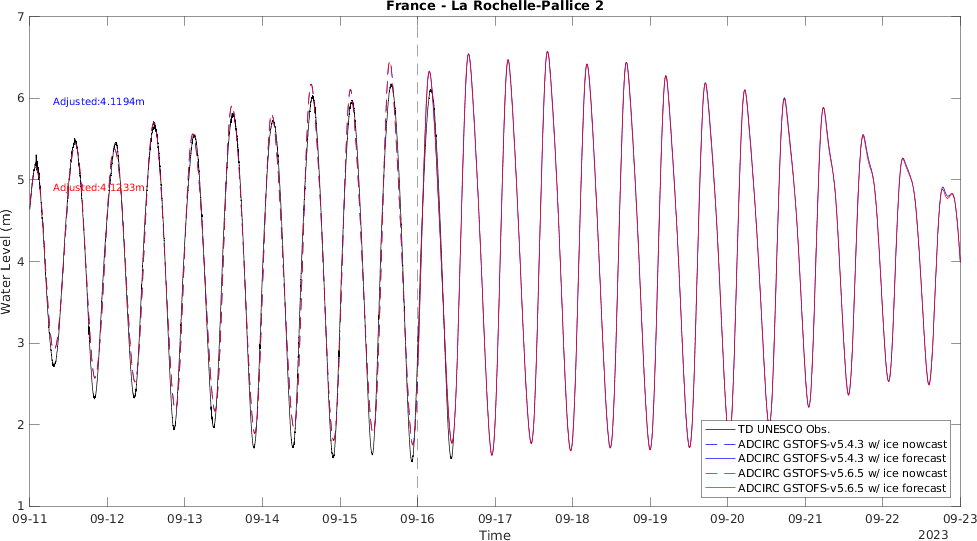 France - La Rochelle-Pallice 2
7
6
5
4
3
2
1
Water Level (m)
Adjusted:4.1194m
Adjusted:4.1233m
TD UNESCO Obs.
ADCIRC GSTOFS-v5.4.3 w/ ice nowcast
ADCIRC GSTOFS-v5.4.3 w/ ice forecast
ADCIRC GSTOFS-v5.6.5 w/ ice nowcast
ADCIRC GSTOFS-v5.6.5 w/ ice forecast
09-11 09-12 09-13 09-14 09-15 09-16 09-17 09-18 09-19 09-20 09-21 09-22 09-23
Time
2023